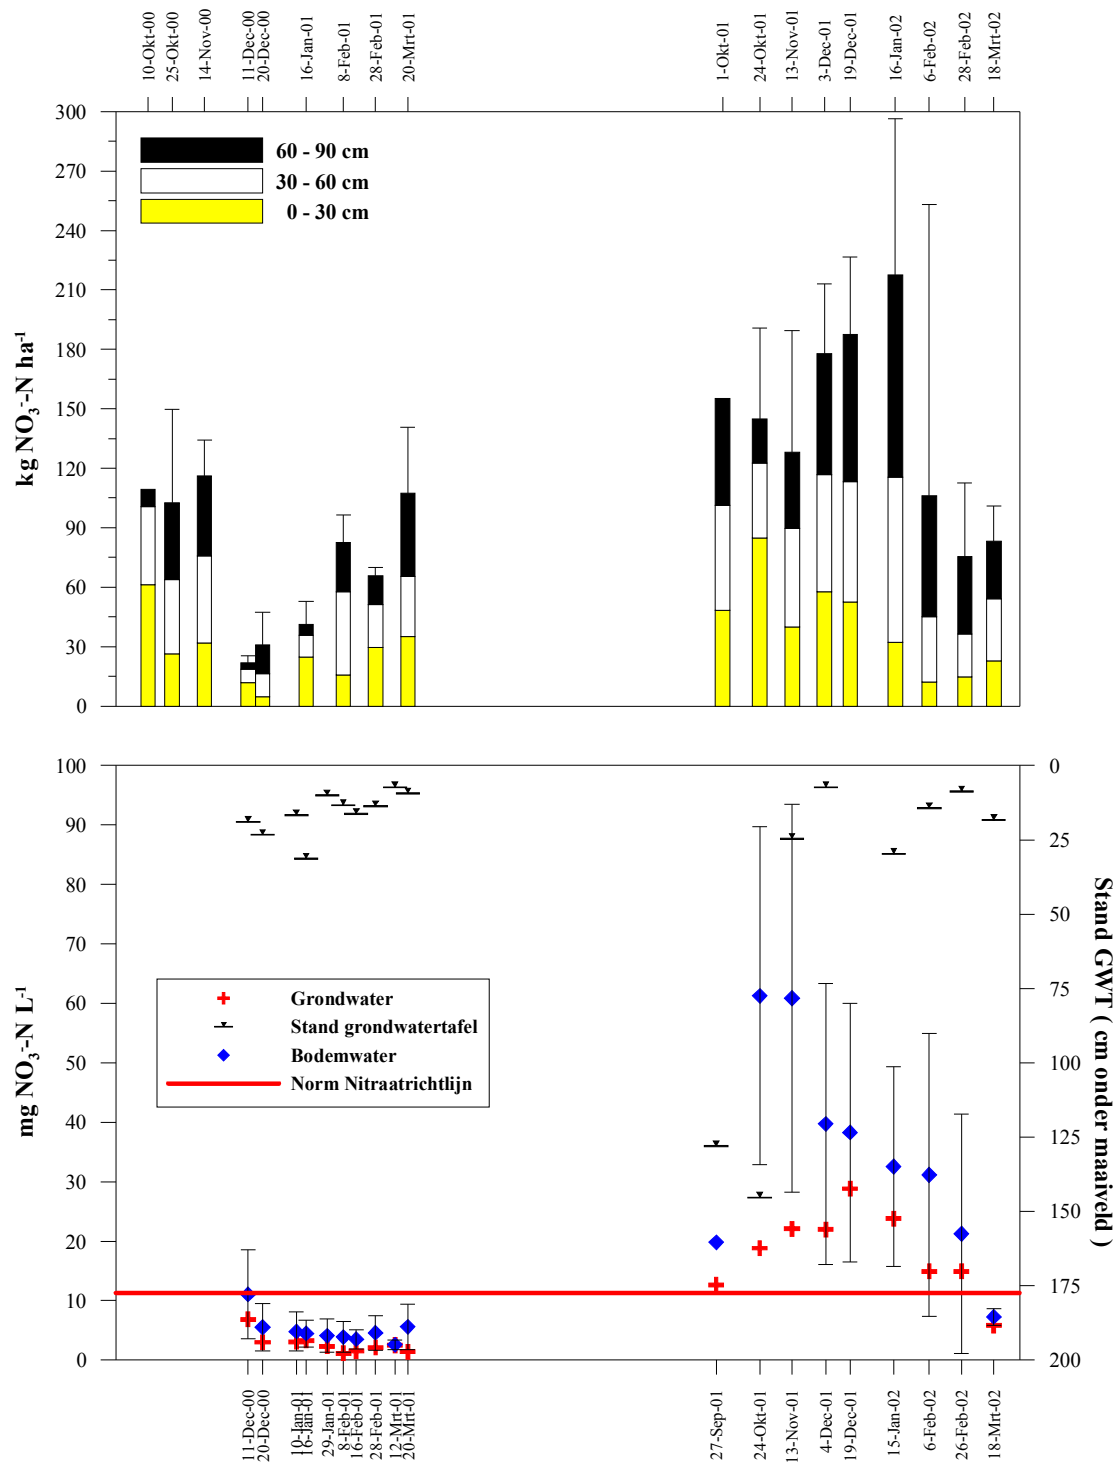 10-Okt-00
25-Okt-00
14-Nov-00
11-Dec-00
20-Dec-00
16-Jan-01
8-Feb-01
28-Feb-01
20-Mrt-01
1-Okt-01
24-Okt-01
13-Nov-01
3-Dec-01
19-Dec-01
16-Jan-02
6-Feb-02
28-Feb-02
18-Mrt-02
kg NO₃⁻-N ha⁻¹
300
270
240
210
180
150
120
90
60
30
0
60 - 90 cm
30 - 60 cm
0 - 30 cm
mg NO₃⁻-N L⁻¹
100
90
80
70
60
50
40
30
20
10
0
Grondwater
Stand grondwatertafel
Bodemwater
Norm Nitraatrichtlijn
0
25
50
75
100
125
150
175
200
Stand GWT ( cm onder maaiveld )
11-Dec-00
20-Dec-00
10-Jan-01
16-Jan-01
29-Jan-01
8-Feb-01
16-Feb-01
28-Feb-01
12-Mrt-01
20-Mrt-01
27-Sep-01
24-Okt-01
13-Nov-01
4-Dec-01
19-Dec-01
15-Jan-02
6-Feb-02
26-Feb-02
18-Mrt-02